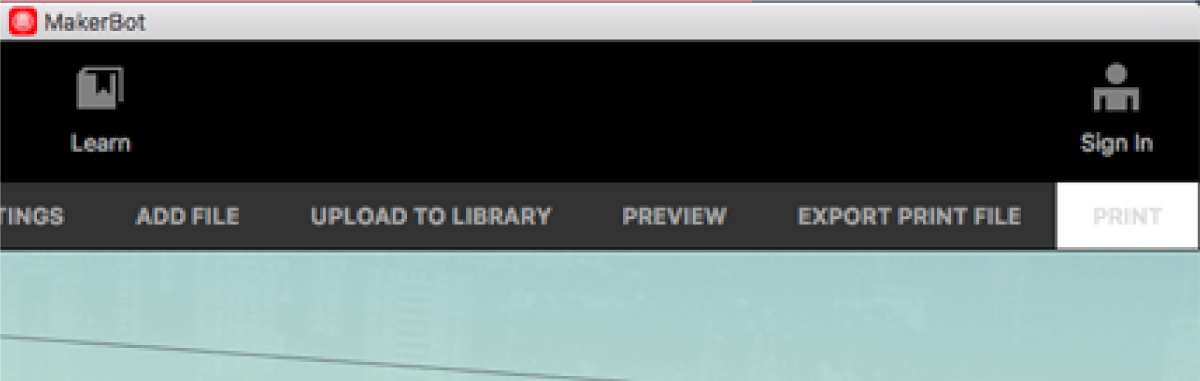 MakerBot
Learn
Sign In
TINGS ADD FILE UPLOAD TO LIBRARY PREVIEW EXPORT PRINT FILE PRINT